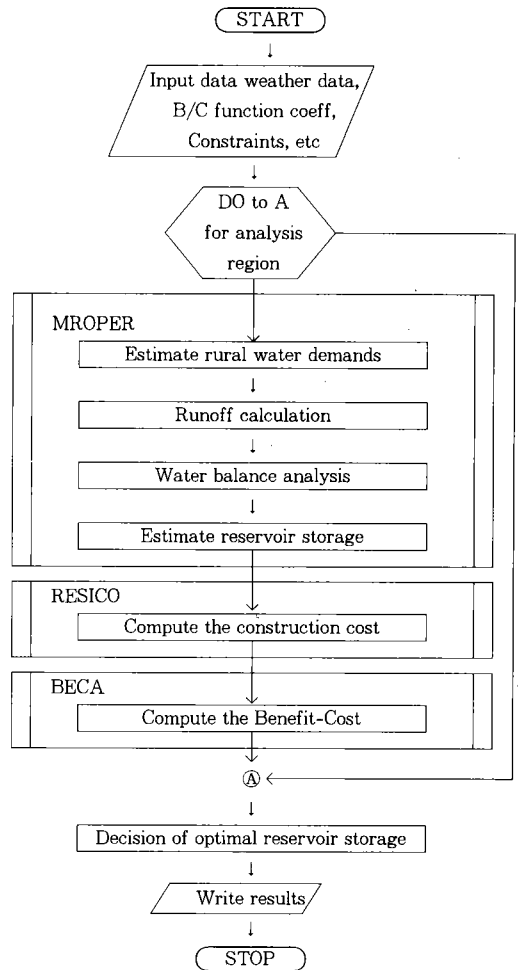 START
Input data weather data,
B/C function coeff,
Constraints, etc
DO to A
for analysis
region
MROPER
Estimate rural water demands
Runoff calculation
Water balance analysis
Estimate reservoir storage
RESICO
Compute the construction cost
BECA
Compute the Benefit-Cost
A
Decision of optimal reservoir storage
Write results
STOP